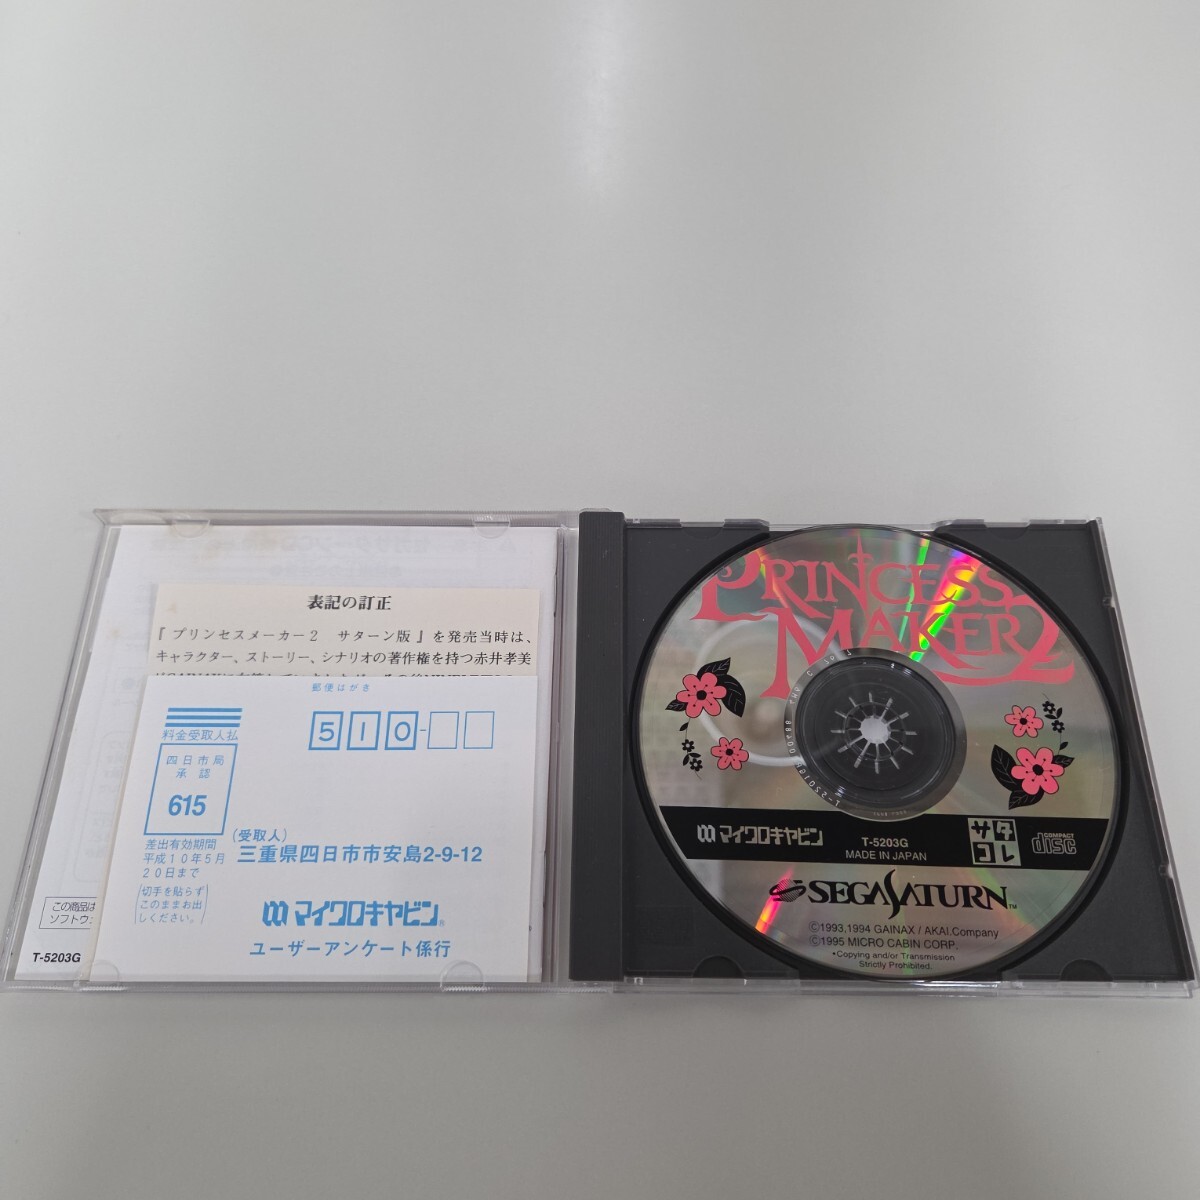 表記の訂正
『プリンセスメーカー2 サターン版』を発売当時は、
キャラクター、ストーリー、シナリオの著作権を持つ赤井孝美
郵便はがき
料金受取人払
四日市局
承認
615
差出有効期間
平成10年5月
20日まで
切手を貼らず
このままお出
しください。
510-
(受取人)
三重県四日市市安島2-9-12
マイクロキャビン®
ユーザーアンケート係行
この商品は
ソフトウ
T-5203G
PRINCESS
MAKER 2
マイクロキャビン
T-5203G
MADE IN JAPAN
サタ
コレ
COMPACT
disc
SEGA SATURN™
©1993,1994 GAINAX / AKAI.Company
©1995 MICRO CABIN CORP.
•Copying and/or Transmission
Strictly Prohibited.